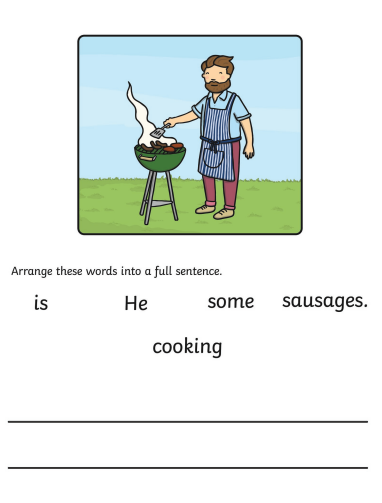 Arrange these words into a full sentence.
is He some sausages.
cooking